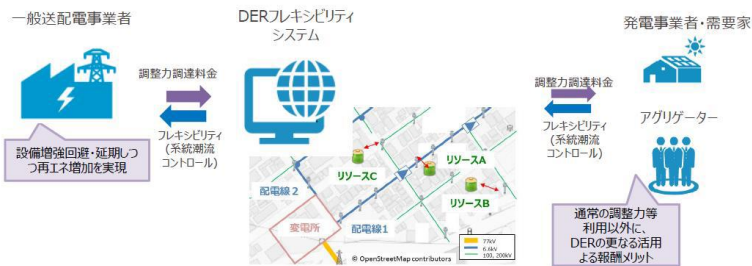 一般送配電事業者
DERフレキシビリティ
システム
発電事業者・需要家
調整力調達料金
フレキシビリティ
(系統潮流
コントロール)
設備増強回避・延期しつ
つ再エネ増加を実現
調整力調達料金
フレキシビリティ
(系統潮流
コントロール)
アグリゲーター
通常の調整力等
利用以外に、
DERの更なる活用
よる報酬メリット
リソースC
リソースA
リソースB
配電線2
変電所
配電線1
77kV
6.6kV
100, 200kV
© OpenStreetMap contributors